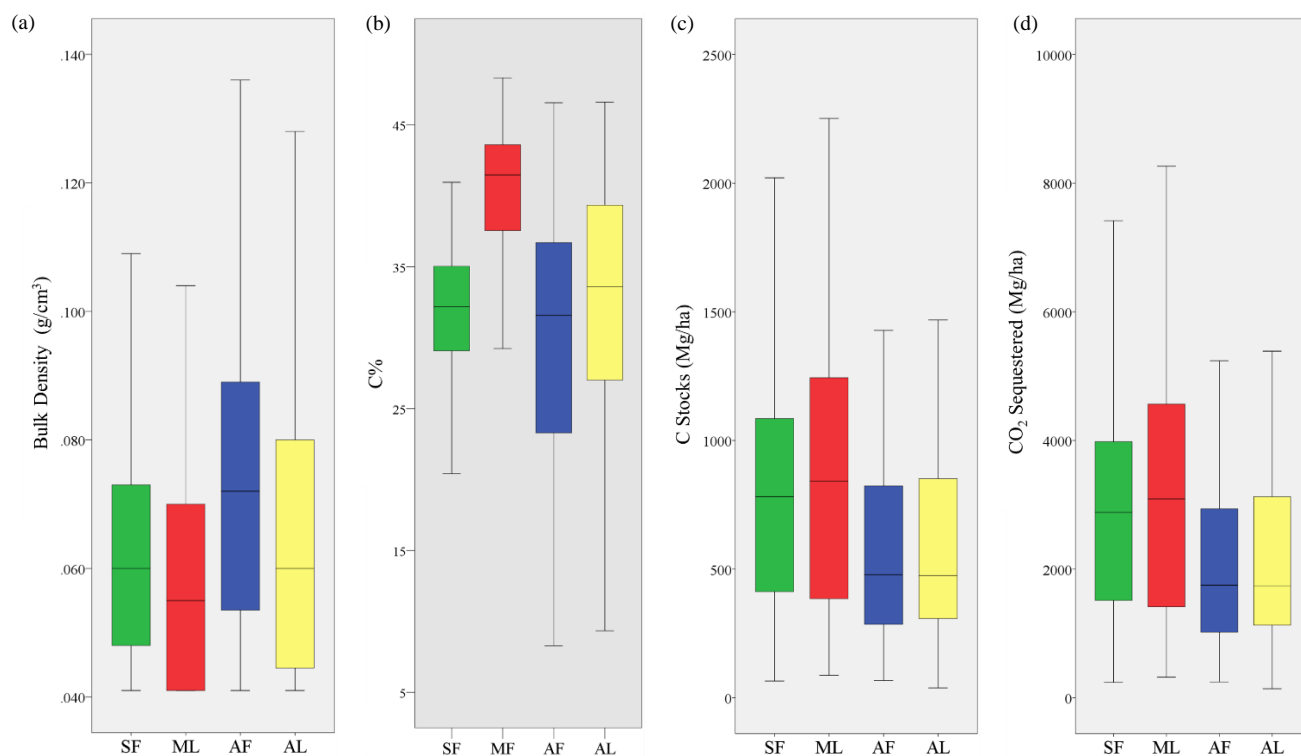 (a)
Bulk Density (g/cm³)
.140
.120
.100
.080
.060
.040
SF ML AF AL
(b)
C%
45
35
25
15
5
SF MF AF AL
(c)
C Stocks (Mg/ha)
2500
2000
1500
1000
500
0
SF ML AF AL
(d)
CO₂ Sequestered (Mg/ha)
10000
8000
6000
4000
2000
0
SF ML AF AL